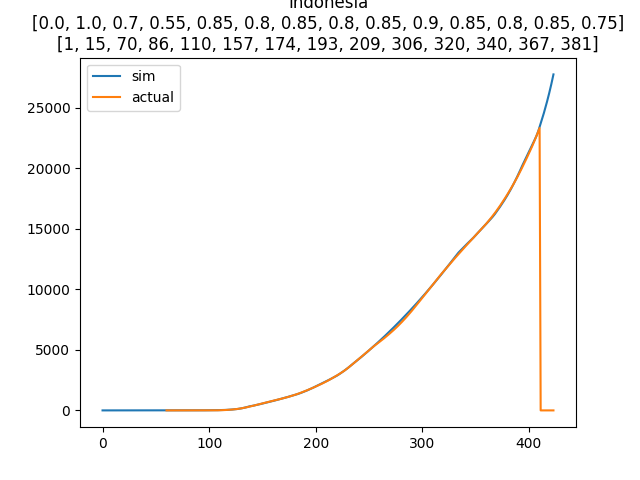 Indonesia
[0.0, 1.0, 0.7, 0.55, 0.85, 0.8, 0.85, 0.8, 0.85, 0.9, 0.85, 0.8, 0.85, 0.75]
[1, 15, 70, 86, 110, 157, 174, 193, 209, 306, 320, 340, 367, 381]
sim
actual
25000
20000
15000
10000
5000
0
0 100 200 300 400